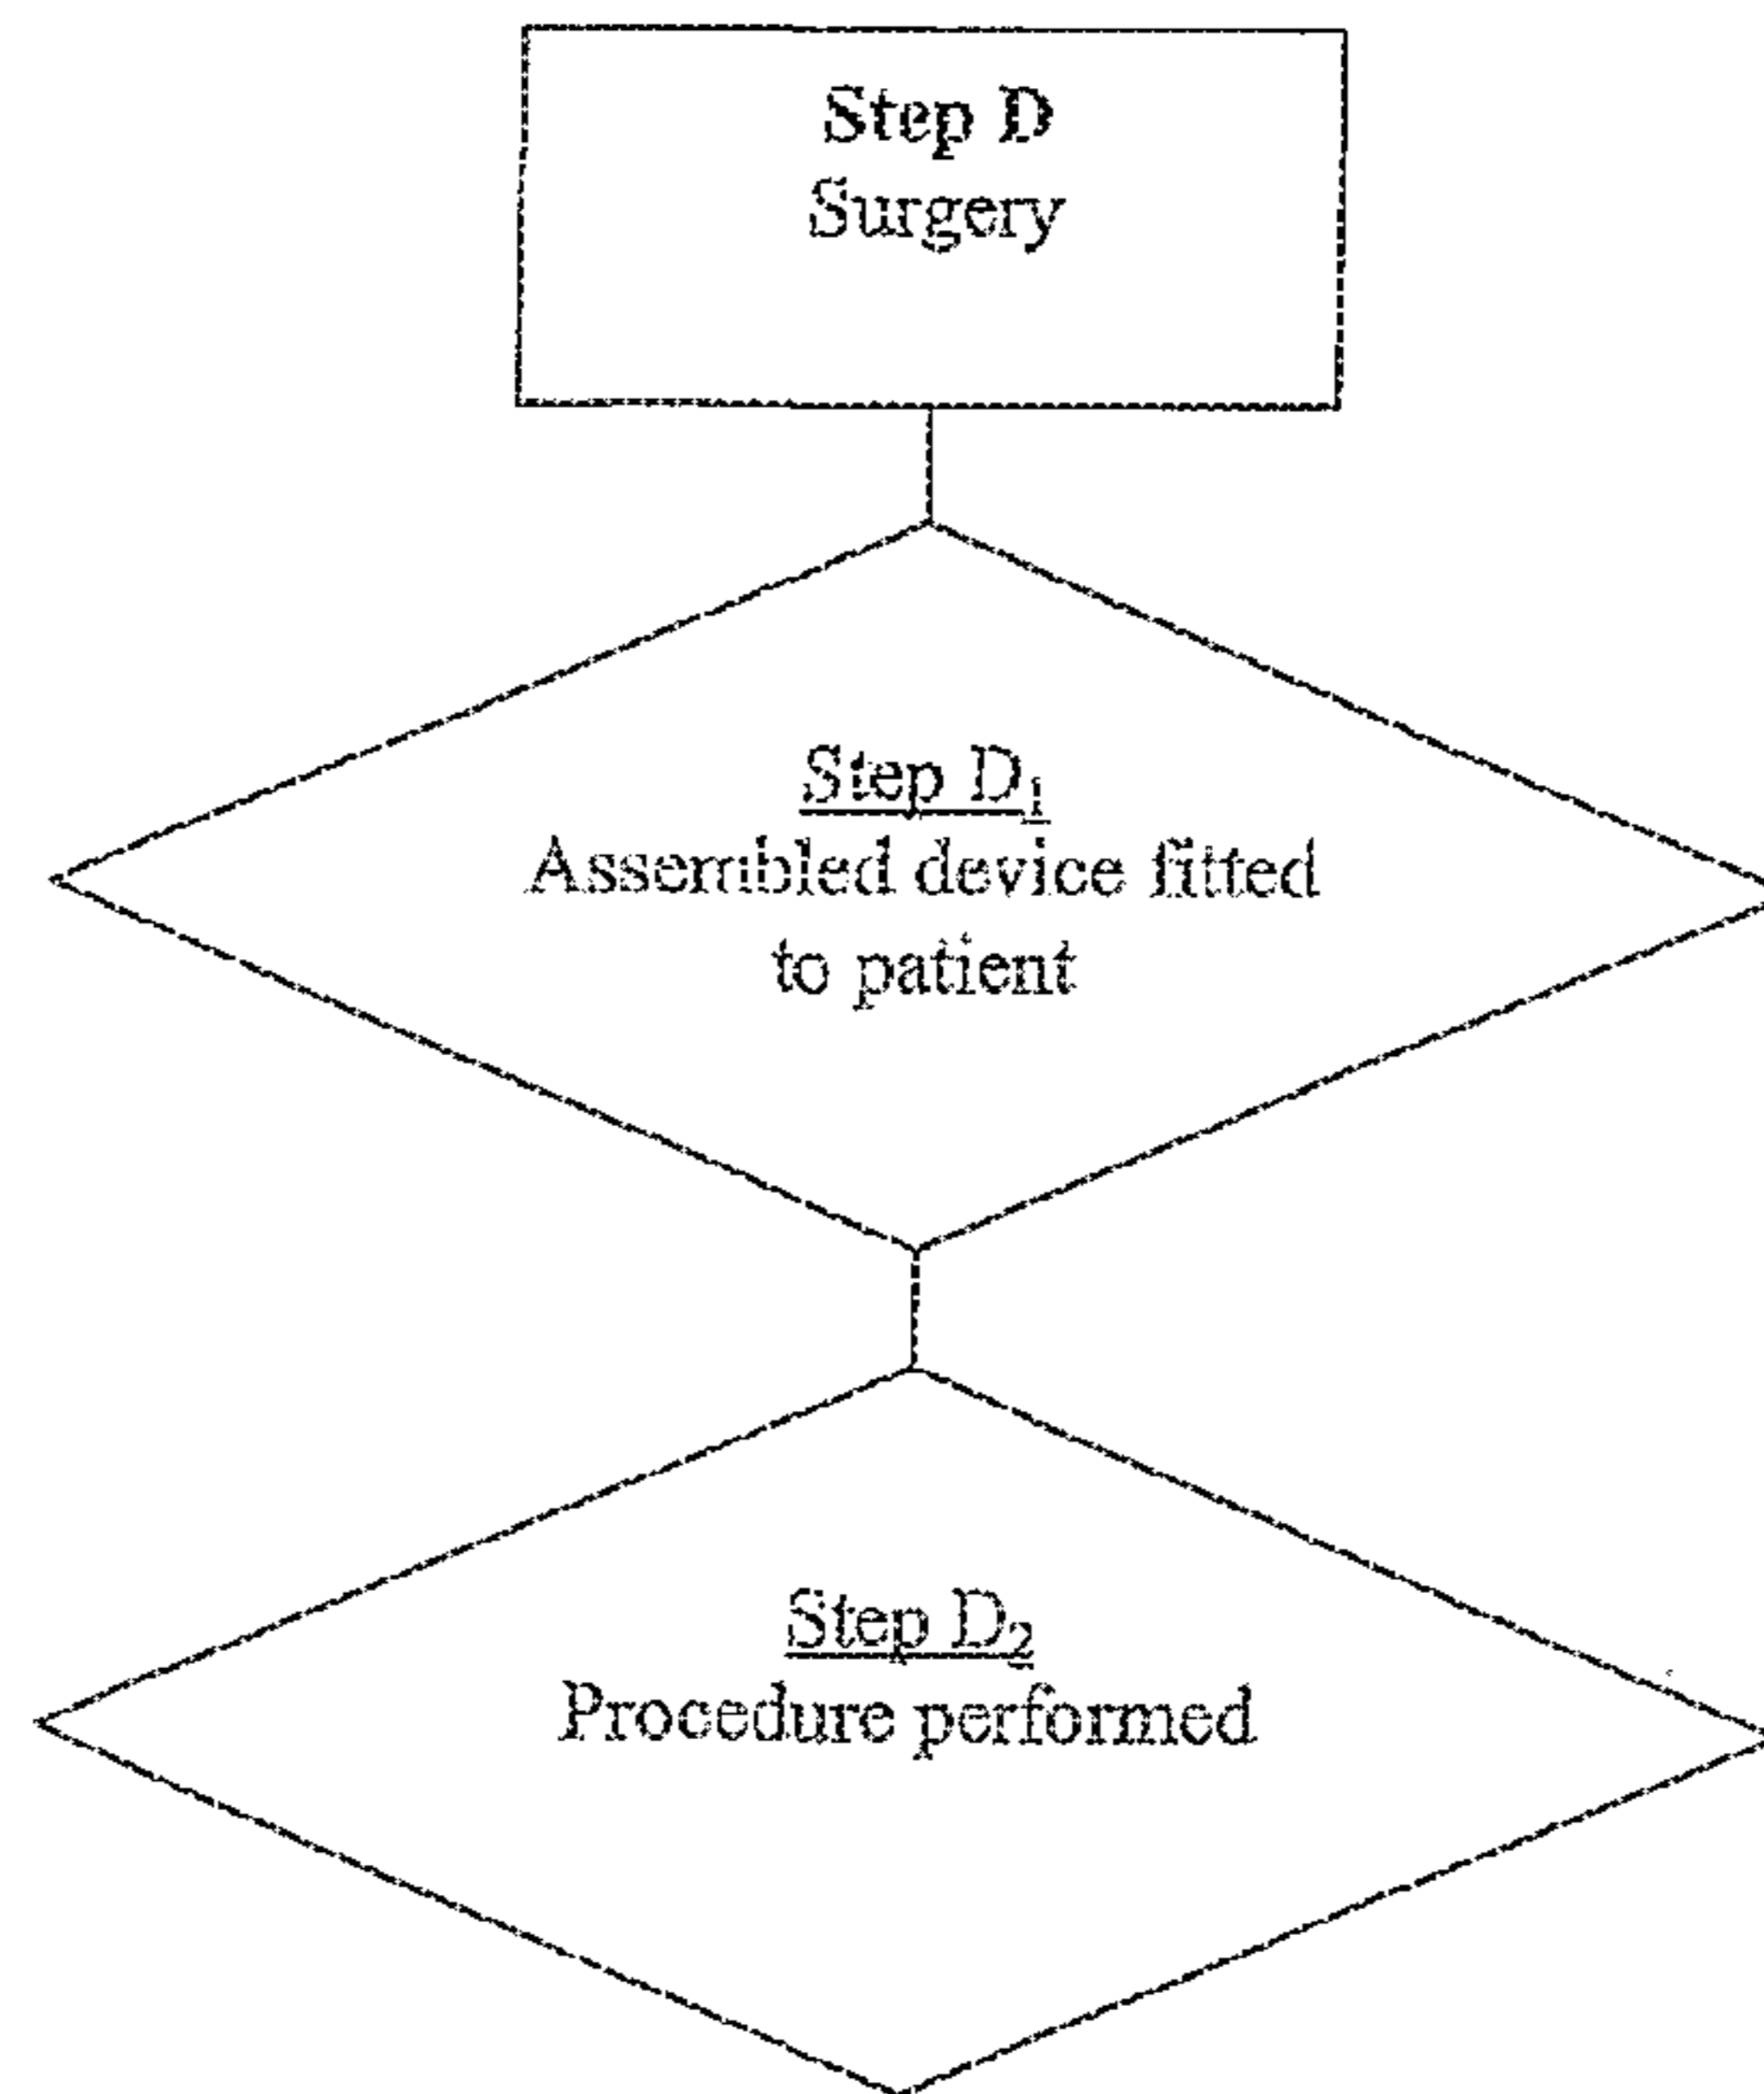 Step D
Surgery
Step D₁
Assembled device fitted
to patient
Step D₂
Procedure performed